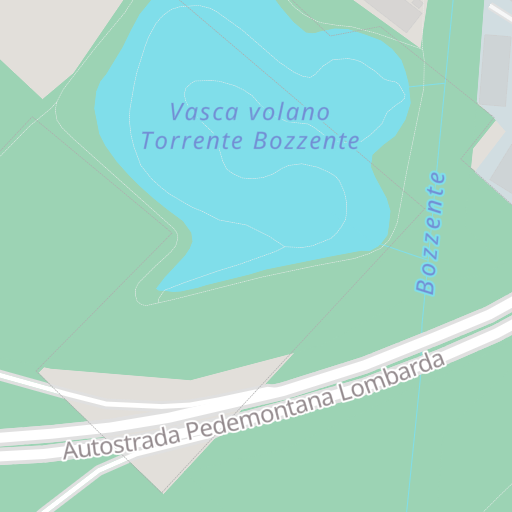 Vasca volano
Torrente Bozzente
Bozzente
Autostrada Pedemontana Lombarda